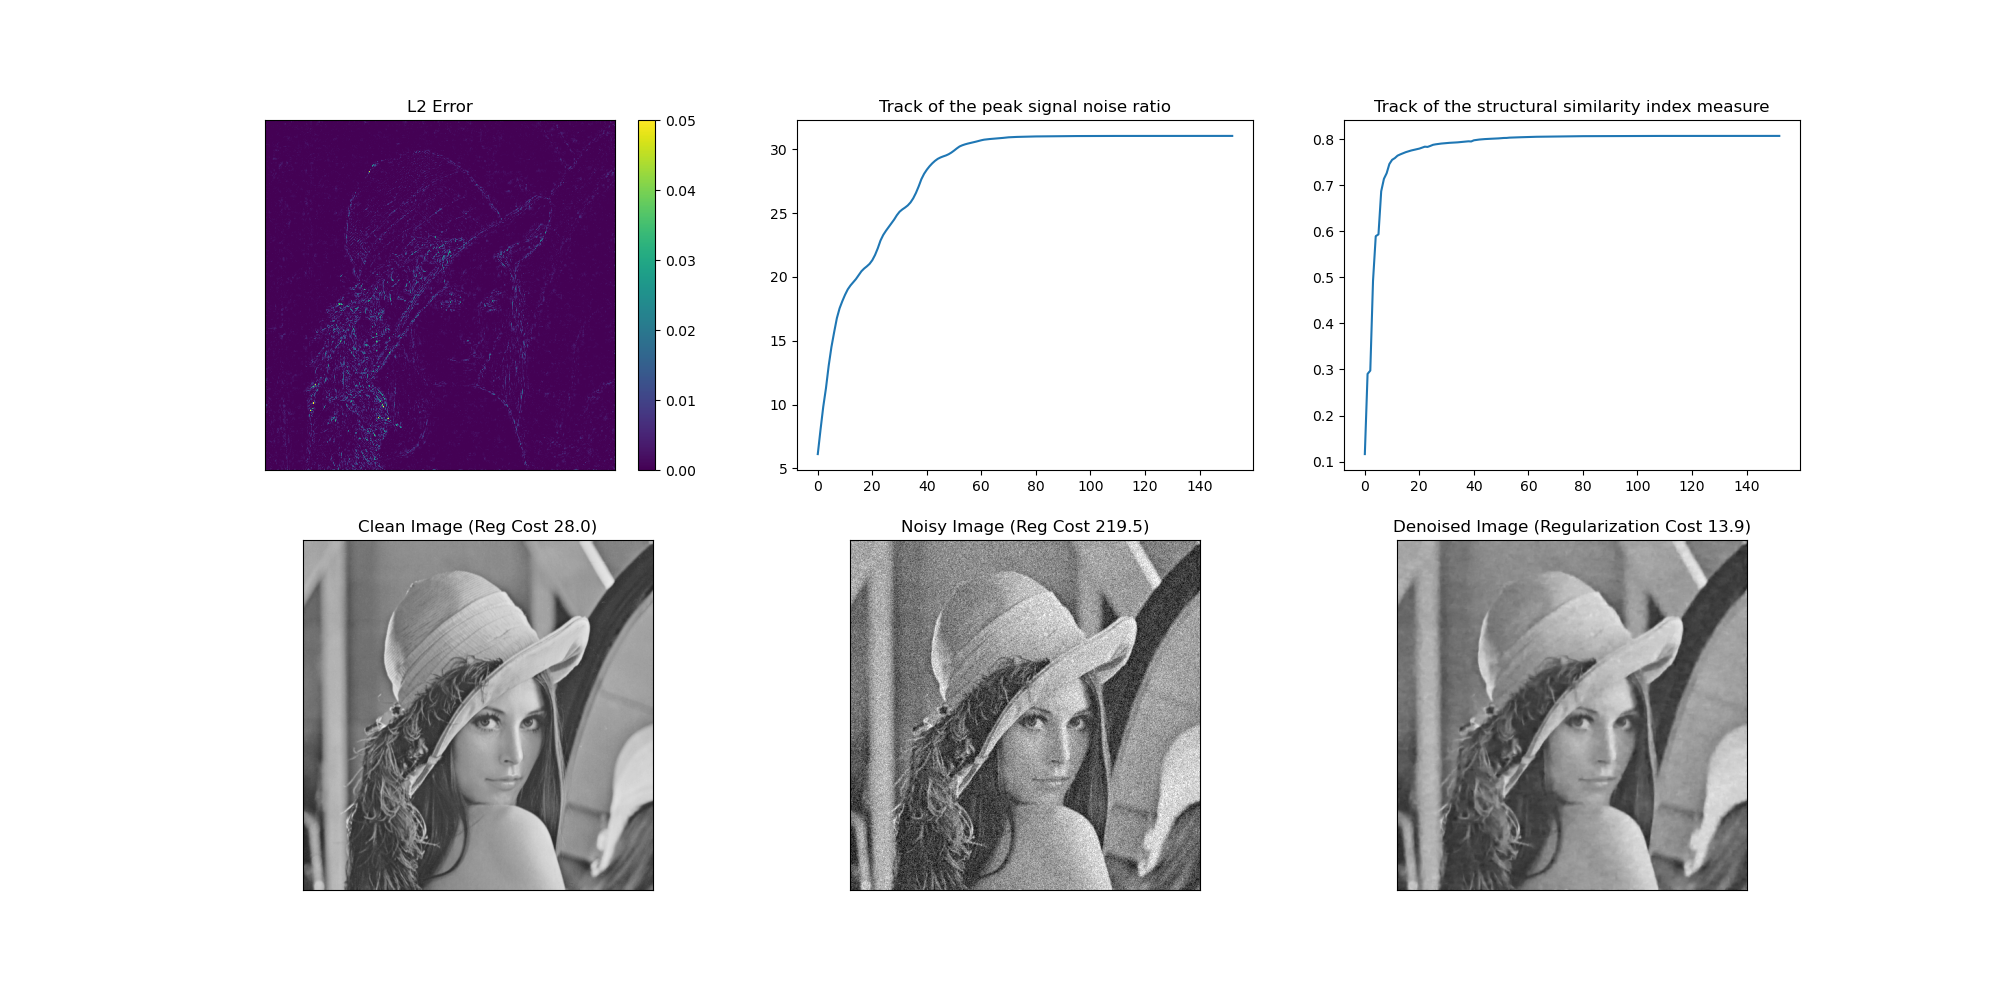 L2 Error
0.05
0.04
0.03
0.02
0.01
0.00
Track of the peak signal noise ratio
30
25
20
15
10
5
0 20 40 60 80 100 120 140
Track of the structural similarity index measure
0.8
0.7
0.6
0.5
0.4
0.3
0.2
0.1
0 20 40 60 80 100 120 140
Clean Image (Reg Cost 28.0)
Noisy Image (Reg Cost 219.5)
Denoised Image (Regularization Cost 13.9)